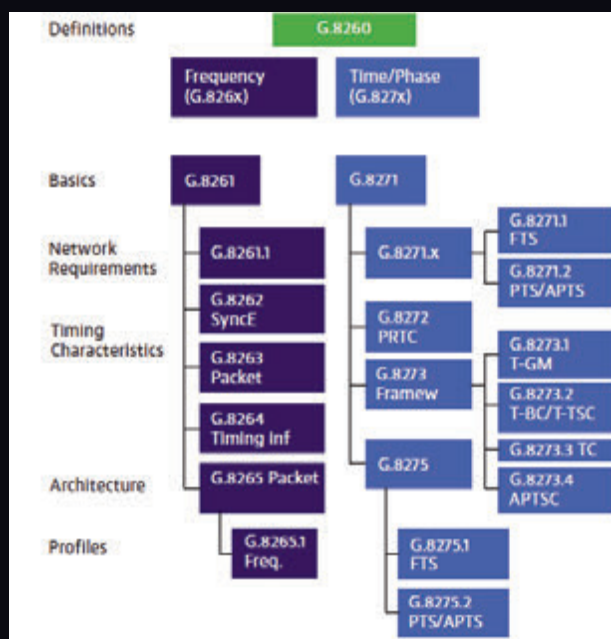 Definitions
G.8260
Frequency
(G.826x)
Time/Phase
(G.827x)
Basics
G.8261
G.8271
Network
Requirements
G.8261.1
G.8271.x
G.8271.1
FTS
G.8271.2
PTS/APTS
Timing
Characteristics
G.8262
SyncE
G.8272
PRTC
G.8263
Packet
G.8273
Framew
G.8273.1
T-GM
G.8273.2
T-BC/T-TSC
G.8273.3 TC
G.8273.4
APTSC
G.8264
Timing Inf
Architecture
G.8265 Packet
G.8275
Profiles
G.8265.1
Freq.
G.8275.1
FTS
G.8275.2
PTS/APTS